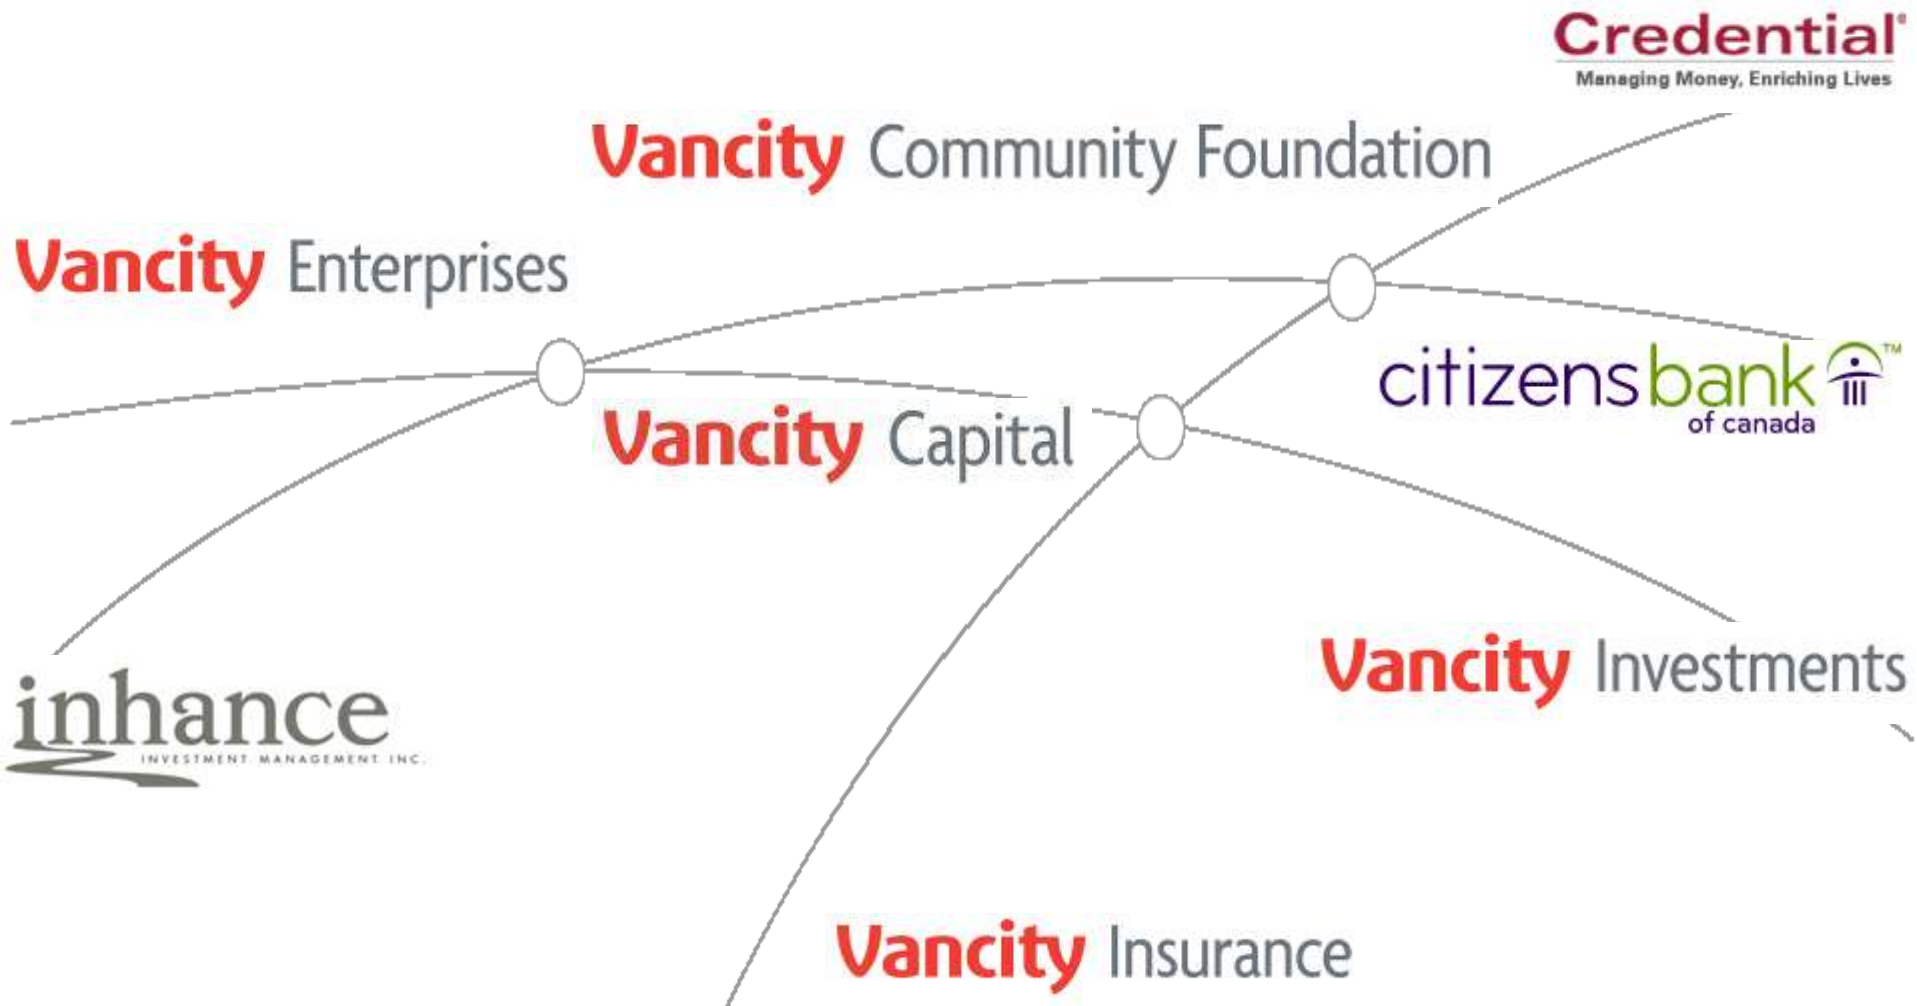 Credential®
Managing Money, Enriching Lives
Vancity Community Foundation
Vancity Enterprises
citizensbank™
of canada
Vancity Capital
Vancity Investments
inhance
INVESTMENT MANAGEMENT INC.
Vancity Insurance